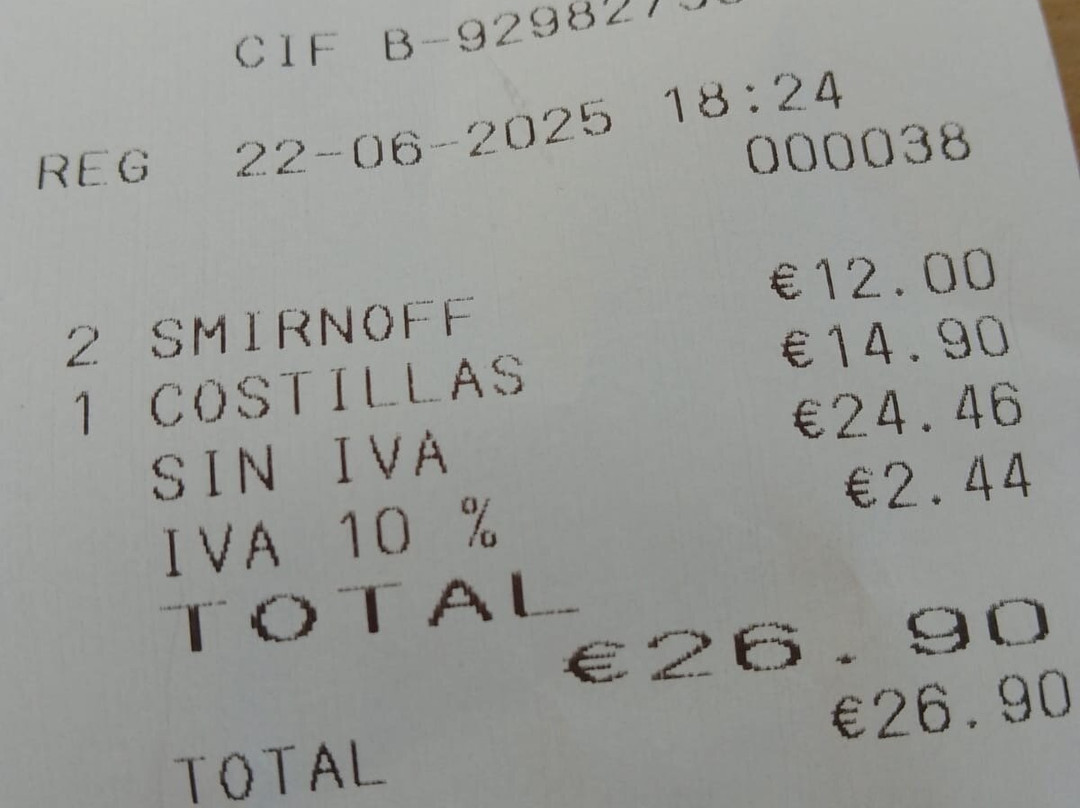 CIF B-92982
REG 22-06-2025 18:24
000038
2 SMIRNOFF €12.00
1 COSTILLAS €14.90
SIN IVA €24.46
IVA 10 % €2.44
TOTAL
€26.90
TOTAL €26.90